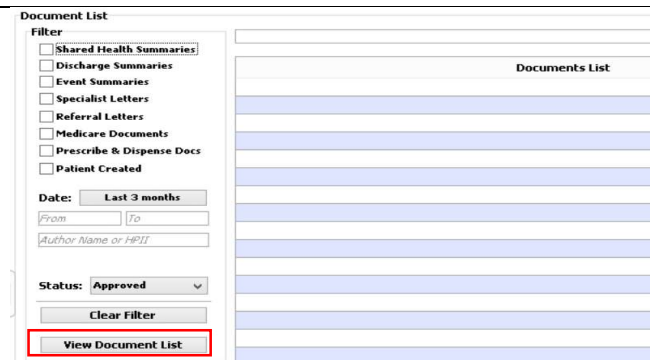 Document List
Filter
Shared Health Summaries
Discharge Summaries
Event Summaries
Specialist Letters
Referral Letters
Medicare Documents
Prescribe & Dispense Docs
Patient Created
Date: Last 3 months
From To
Author Name or HPII
Status: Approved
Clear Filter
View Document List
Documents List